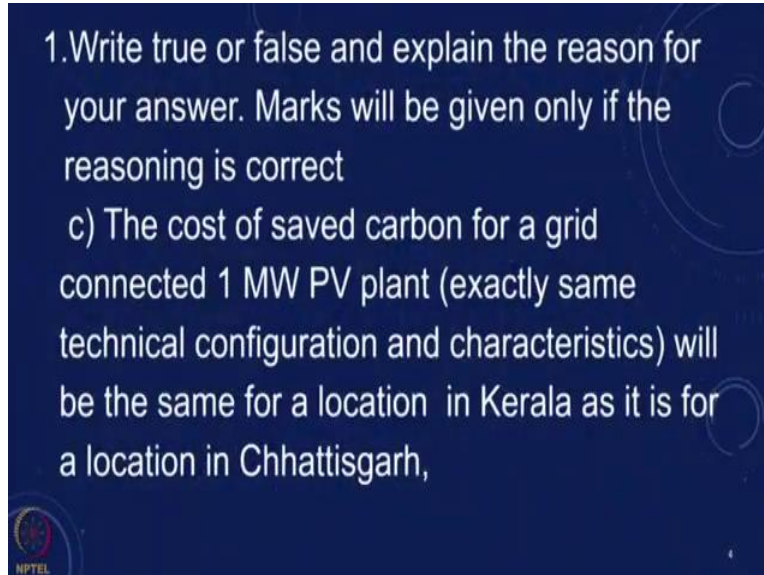 1.Write true or false and explain the reason for
your answer. Marks will be given only if the
reasoning is correct
c) The cost of saved carbon for a grid
connected 1 MW PV plant (exactly same
technical configuration and characteristics) will
be the same for a location in Kerala as it is for
a location in Chhattisgarh,
NPTEL
4